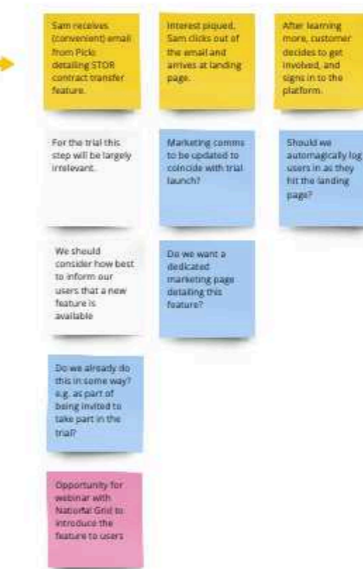 Sam receives
(convenient) email
from Piclo
detailing STOR
contract transfer
feature.
Interest piqued,
Sam clicks out of
the email and
arrives at landing
page.
After learning
more, customer
decides to get
involved, and
signs in to the
platform.
For the trial this
step will be largely
irrelevant.
Marketing comms
to be updated to
coincide with trial
launch?
Should we
automagically log
users in as they
hit the landing
page?
We should
consider how best
to inform our
users that a new
feature is
available
Do we want a
dedicated
marketing page
detailing this
feature?
Do we already do
this in some way?
e.g. as part of
being invited to
take part in the
trial?
Opportunity for
webinar with
National Grid to
introduce the
feature to users